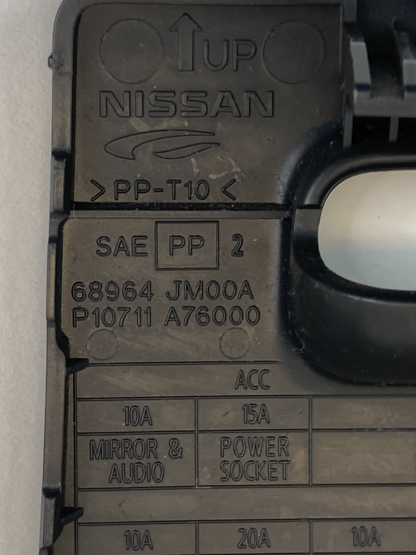 UP
NISSAN
>PP-T10<
SAE PP 2
68964 JM00A
P10711 A76000
ACC
10A 15A
MIRROR & AUDIO POWER SOCKET
10A 20A 10A